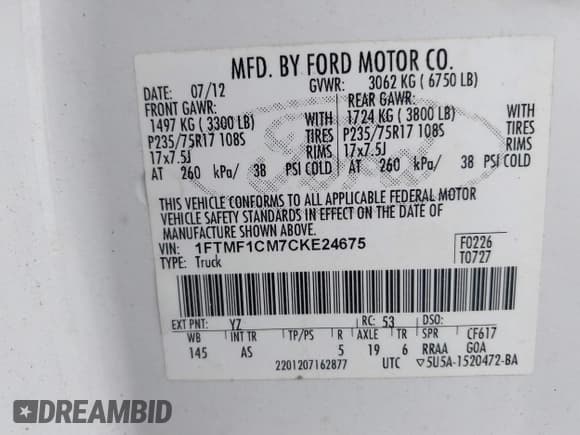 MFD. BY FORD MOTOR CO.
DATE: 07/12 GVWR: 3062 KG ( 6750 LB)
FRONT GAWR: REAR GAWR:
1497 KG ( 3300 LB) WITH 1724 KG ( 3800 LB) WITH
P235/75R17 108S TIRES P235/75R17 108S TIRES
17x7.5J RIMS 17x7.5J RIMS
AT 260 kPa/ 38 PSI COLD AT 260 kPa/ 38 PSI COLD
THIS VEHICLE CONFORMS TO ALL APPLICABLE FEDERAL MOTOR
VEHICLE SAFETY STANDARDS IN EFFECT ON THE DATE OF
MANUFACTURE SHOWN ABOVE.
VIN: 1FTMF1CM7CKE24675 F0226
TYPE: Truck T0727
EXT PNT: YZ RC: 53 DSO:
WB INT TR TP/PS R AXLE TR SPR CF617
145 AS 5 19 6 RRAA GOA
2201207162877 UTC ▽5U5A-1520472-BA
Ford
DREAMBID